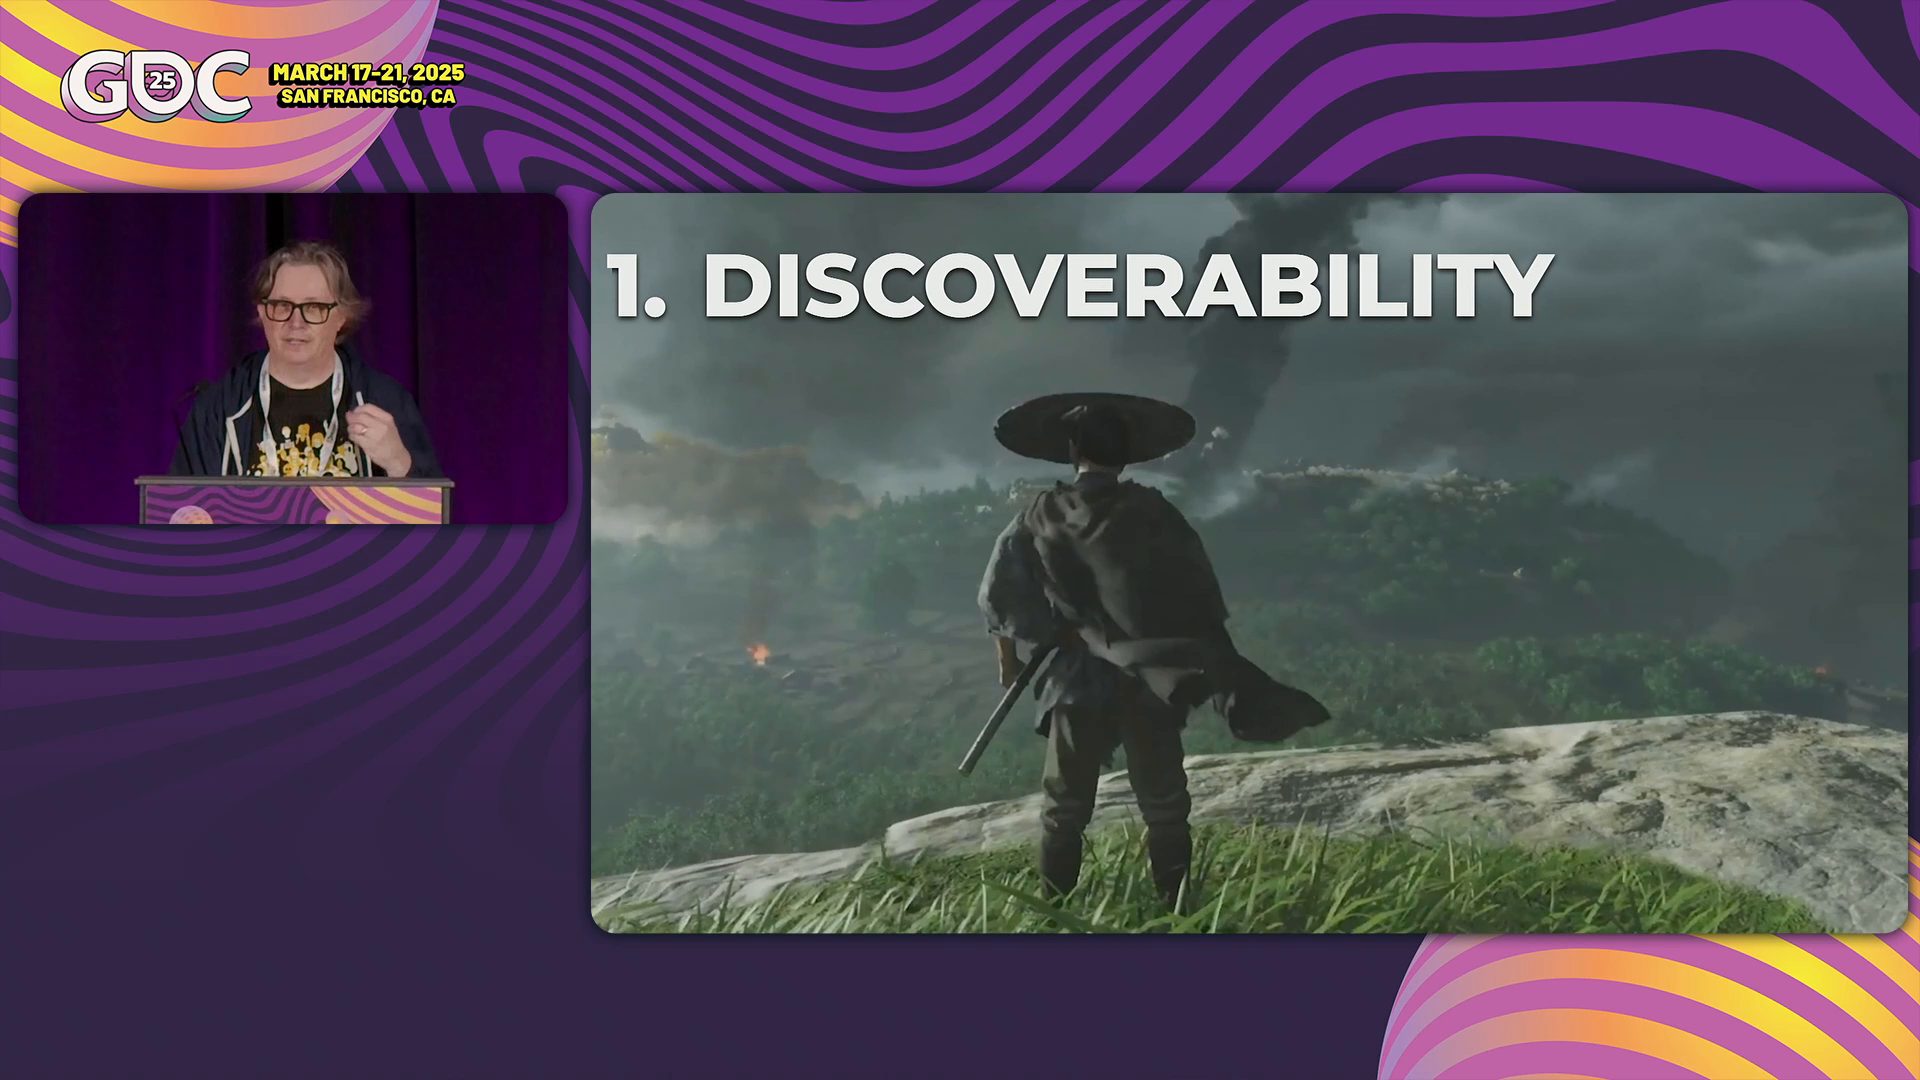 GDC
25
MARCH 17-21, 2025
SAN FRANCISCO, CA
1. DISCOVERABILITY